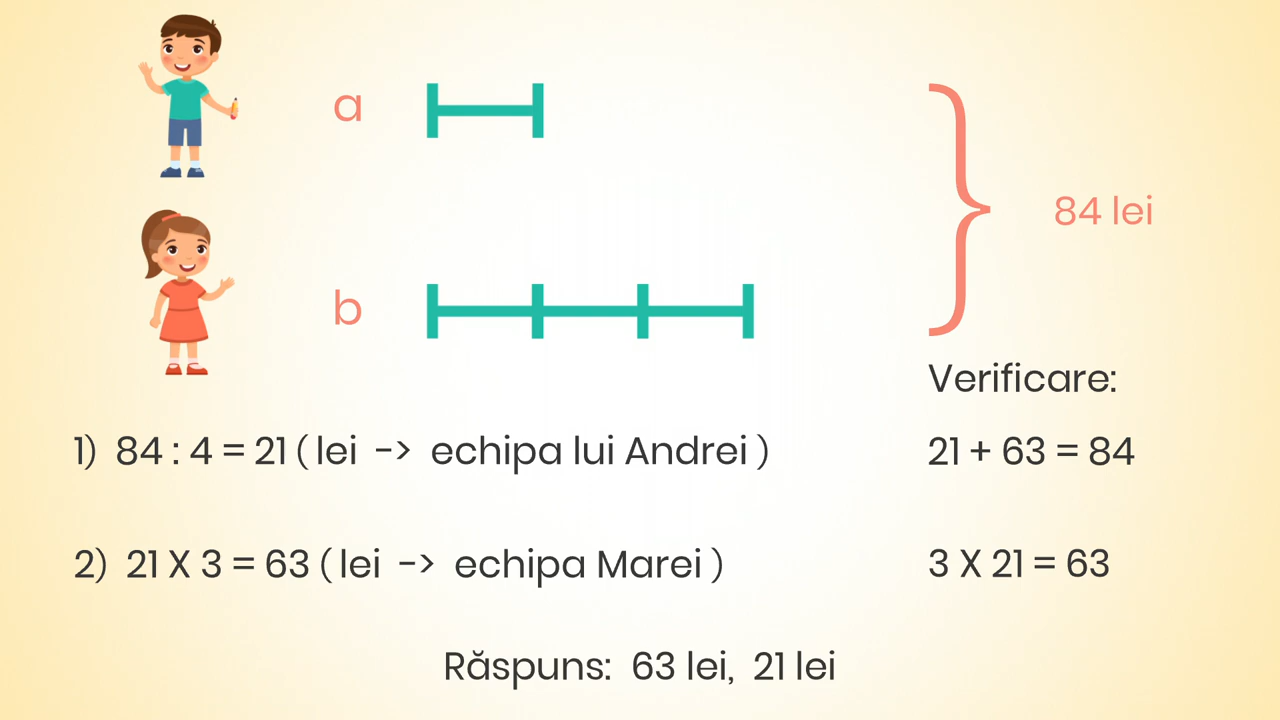 a
84 lei
b
Verificare:
1) 84 : 4 = 21 ( lei -> echipa lui Andrei )
21 + 63 = 84
2) 21 X 3 = 63 ( lei -> echipa Marei )
3 X 21 = 63
Răspuns: 63 lei, 21 lei